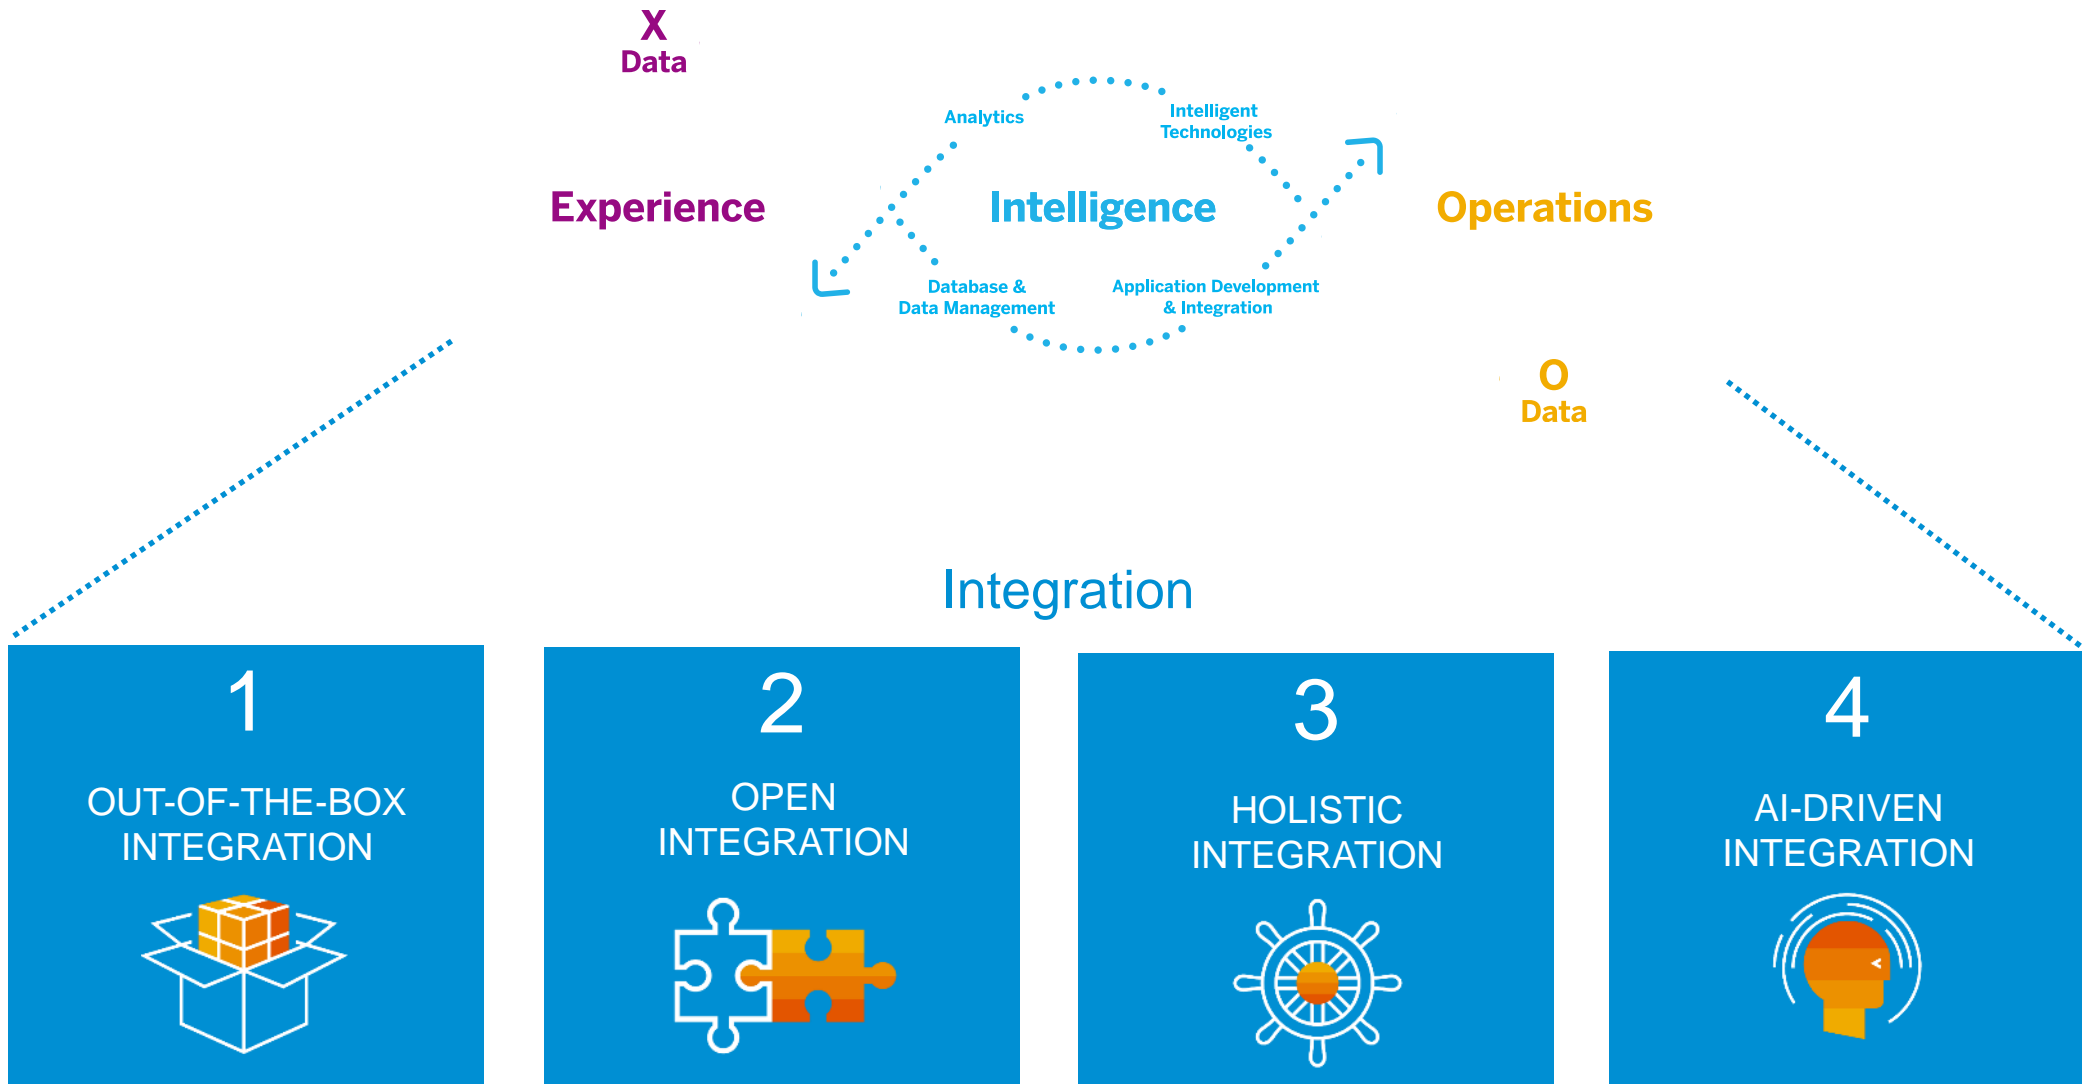 X
Data
Analytics
Intelligent
Technologies
Experience
Intelligence
Operations
Database &
Data Management
Application Development
& Integration
O
Data
Integration
1
OUT-OF-THE-BOX
INTEGRATION
2
OPEN
INTEGRATION
3
HOLISTIC
INTEGRATION
4
AI-DRIVEN
INTEGRATION